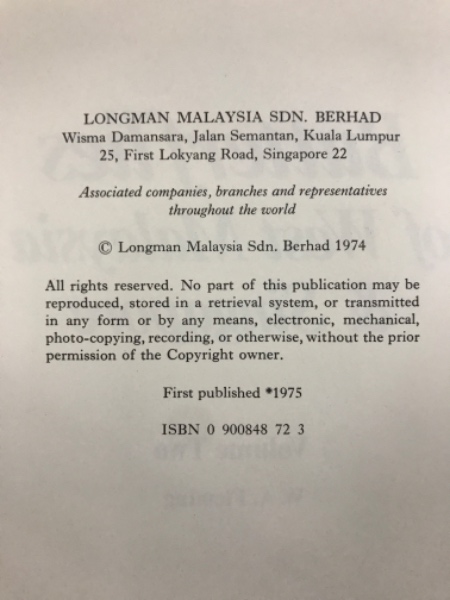 LONGMAN MALAYSIA SDN. BERHAD
Wisma Damansara, Jalan Semantan, Kuala Lumpur
25, First Lokyang Road, Singapore 22
Associated companies, branches and representatives
throughout the world
© Longman Malaysia Sdn. Berhad 1974
All rights reserved. No part of this publication may be
reproduced, stored in a retrieval system, or transmitted
in any form or by any means, electronic, mechanical,
photo-copying, recording, or otherwise, without the prior
permission of the Copyright owner.
First published *1975
ISBN 0 900848 72 3